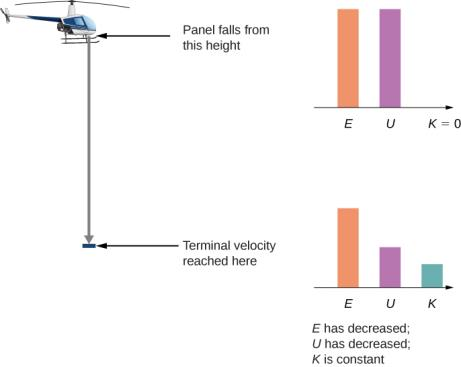 Panel falls from
this height
E U K = 0
Terminal velocity
reached here
E U K
E has decreased;
U has decreased;
K is constant